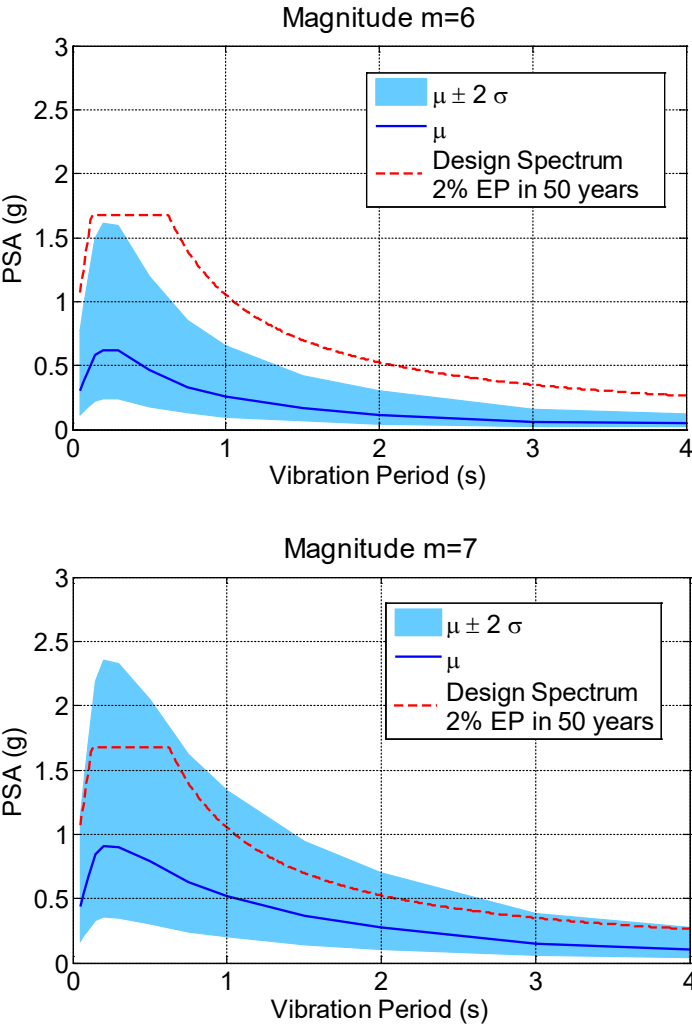 Magnitude m=6
3
2.5
2
1.5
1
0.5
0
PSA (g)
μ ± 2 σ
μ
Design Spectrum
2% EP in 50 years
0 1 2 3 4
Vibration Period (s)
Magnitude m=7
3
2.5
2
1.5
1
0.5
0
PSA (g)
μ ± 2 σ
μ
Design Spectrum
2% EP in 50 years
0 1 2 3 4
Vibration Period (s)